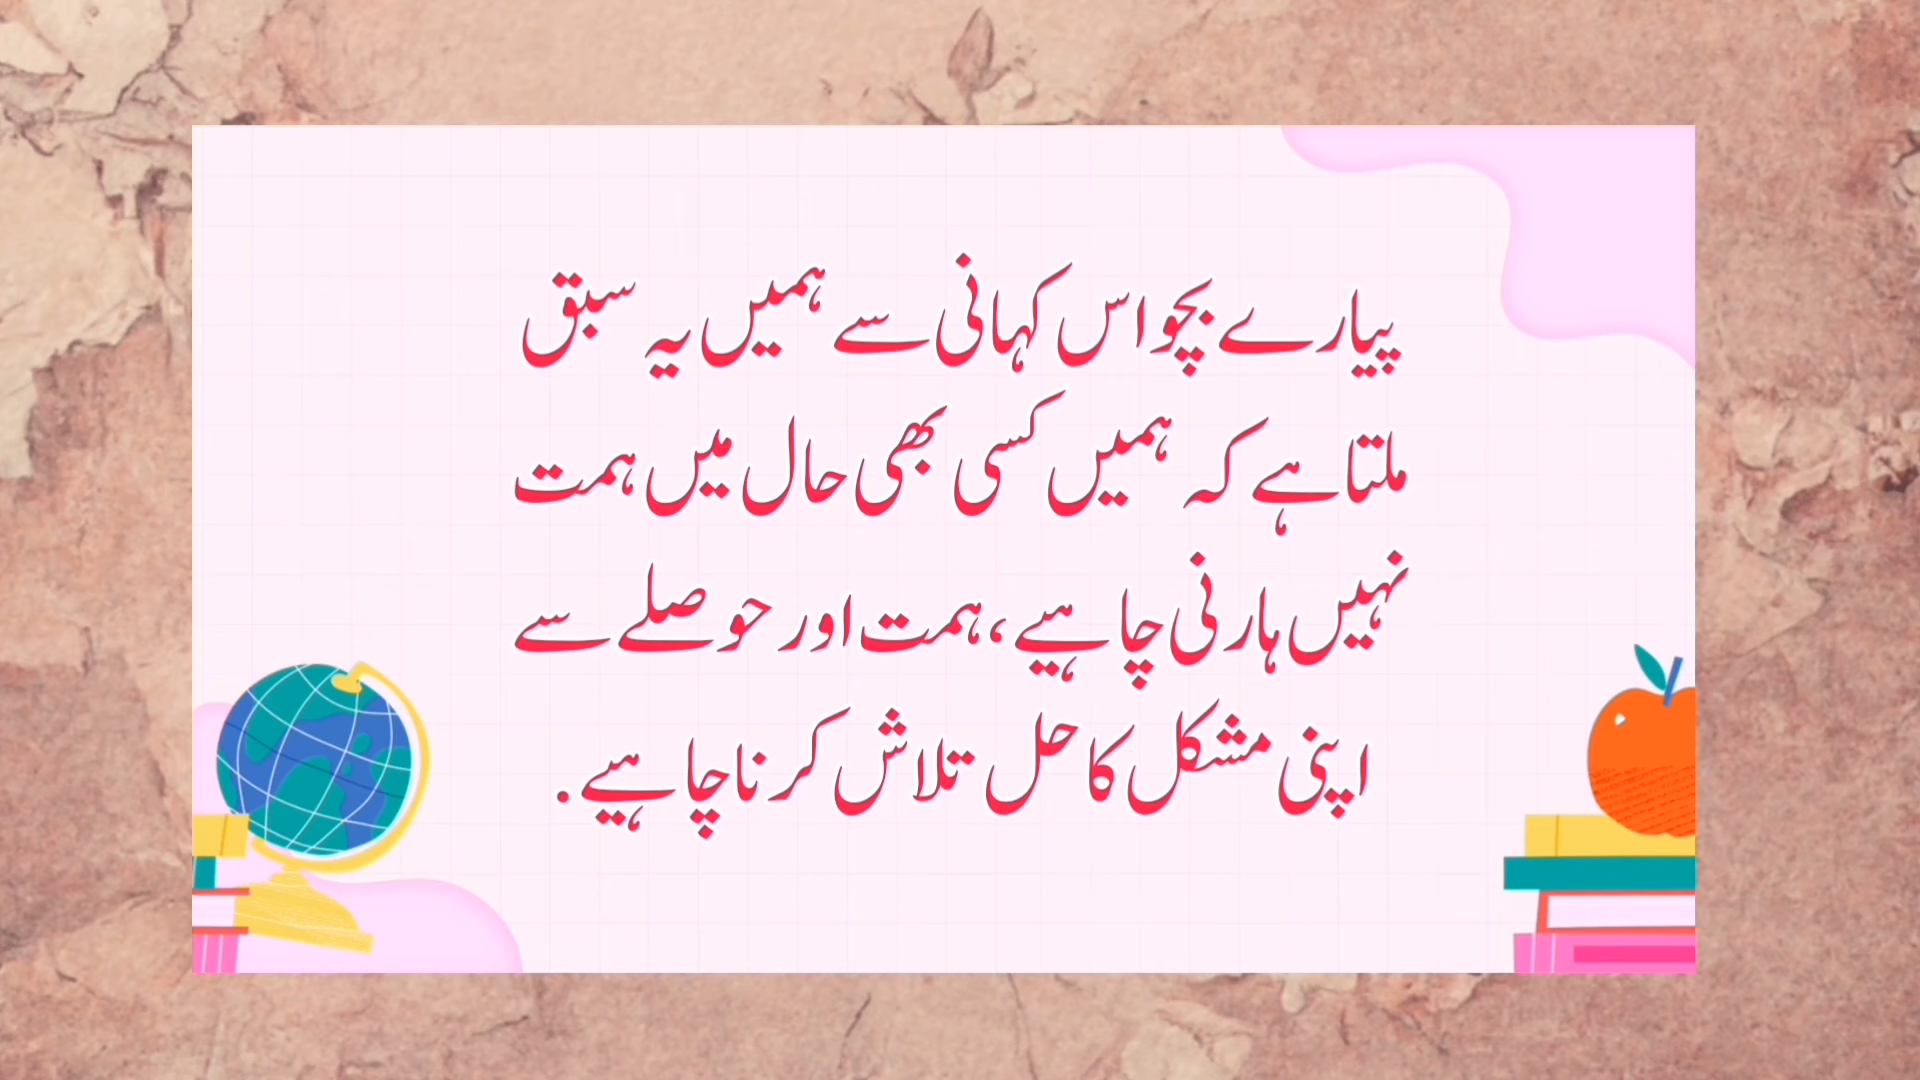 پیارے بچو اس کہانی سے ہمیں یہ سبق
ملتا ہے کہ ہمیں کسی بھی حال میں ہمت
نہیں ہارنی چاہیے، ہمت اور حوصلے سے
اپنی مشکل کا حل تلاش کرنا چاہیے.